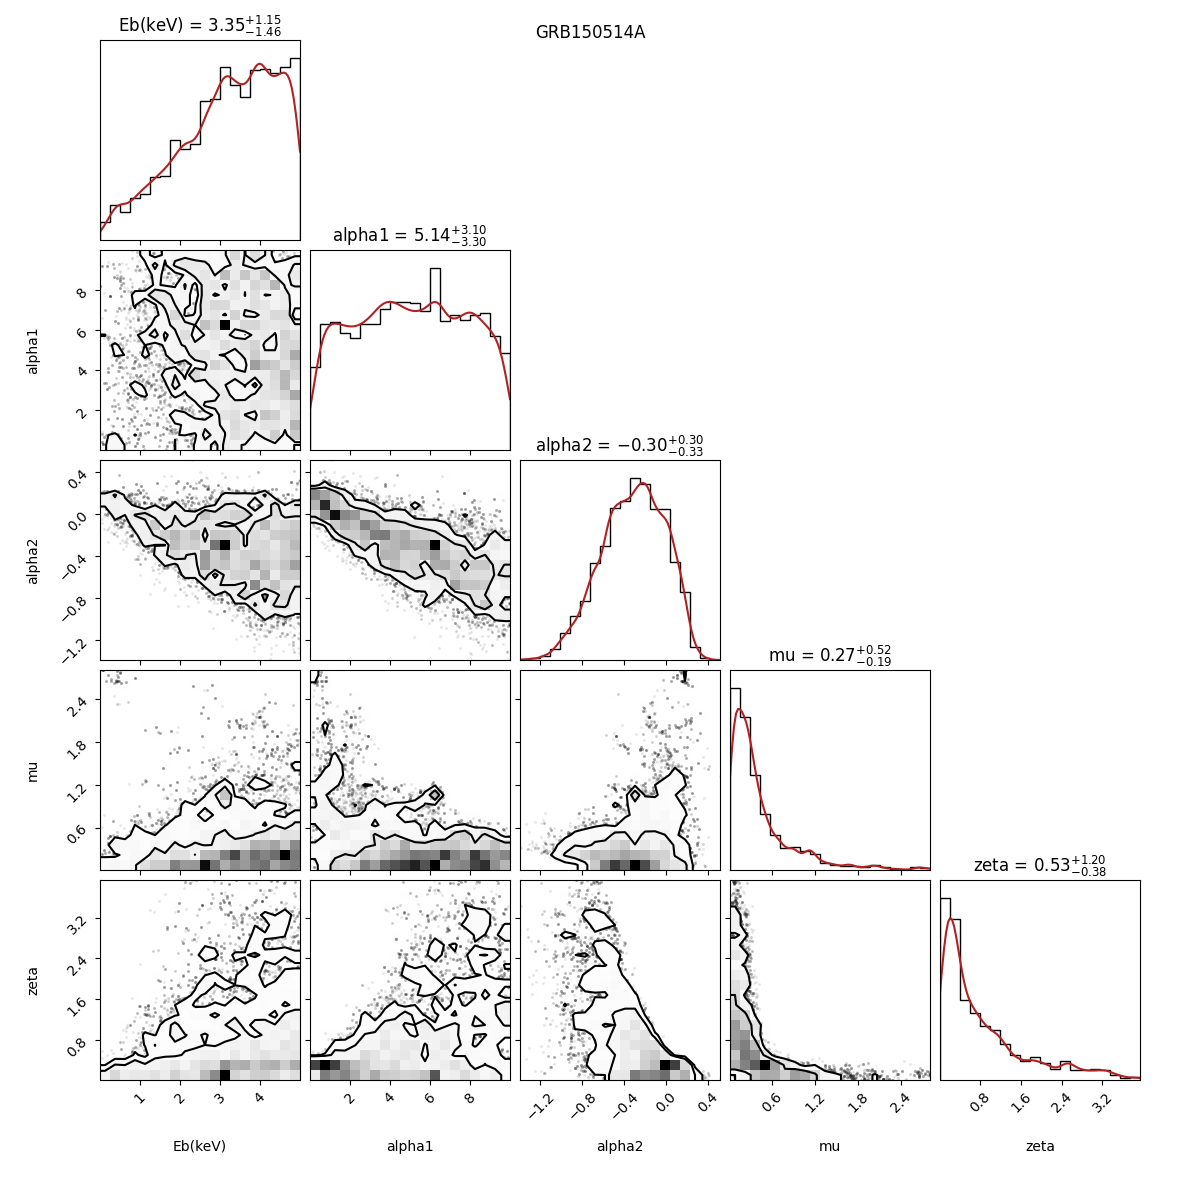 GRB150514A
Eb(keV) = 3.35+1.15−1.46
alpha1 = 5.14+3.10−3.30
alpha2 = −0.30+0.30−0.33
mu = 0.27+0.52−0.19
zeta = 0.53+1.20−0.38
alpha1
8
6
4
2
alpha2
0.4
0.0
−0.4
−0.8
−1.2
mu
2.4
1.8
1.2
0.6
zeta
3.2
2.4
1.6
0.8
1 2 3 4
2 4 6 8
−1.2 −0.8 −0.4 0.0 0.4
0.6 1.2 1.8 2.4
0.8 1.6 2.4 3.2
Eb(keV)
alpha1
alpha2
mu
zeta